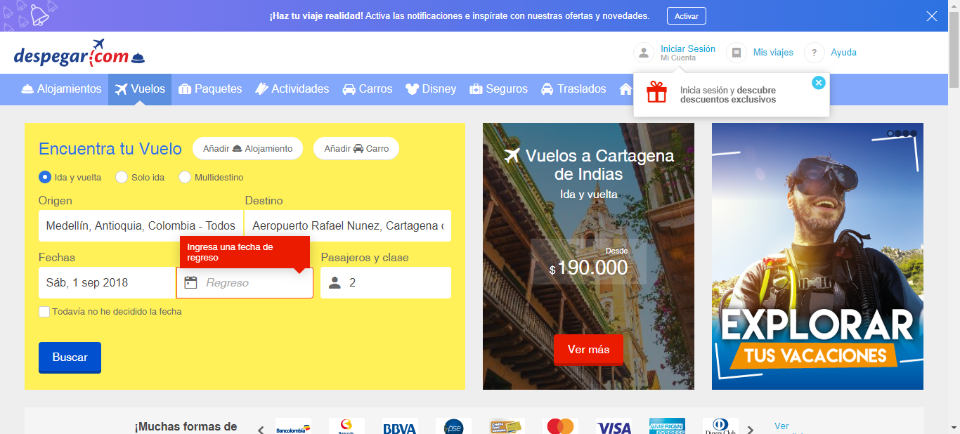 ¡Haz tu viaje realidad! Activa las notificaciones e inspírate con nuestras ofertas y novedades.
Activar
despegar.com
Iniciar Sesión
Mi Cuenta
Mis viajes
? Ayuda
Alojamientos
Vuelos
Paquetes
Actividades
Carros
Disney
Seguros
Traslados
Inicia sesión y descubre
descuentos exclusivos
Encuentra tu Vuelo
Añadir Alojamiento
Añadir Carro
Ida y vuelta
Solo ida
Multidestino
Origen
Destino
Medellín, Antioquia, Colombia - Todos
Aeropuerto Rafael Nunez, Cartagena
Ingresa una fecha de
regreso
Fechas
Pasajeros y clase
Sáb, 1 sep 2018
Regreso
2
Todavía no he decidido la fecha
Buscar
Vuelos a Cartagena
de Indias
Ida y vuelta
Desde
$190.000
Ver más
EXPLORAR
TUS VACACIONES
¡Muchas formas de
Bancolombia
BBVA
pse
VISA
AMERICAN
EXPRESS
Ver